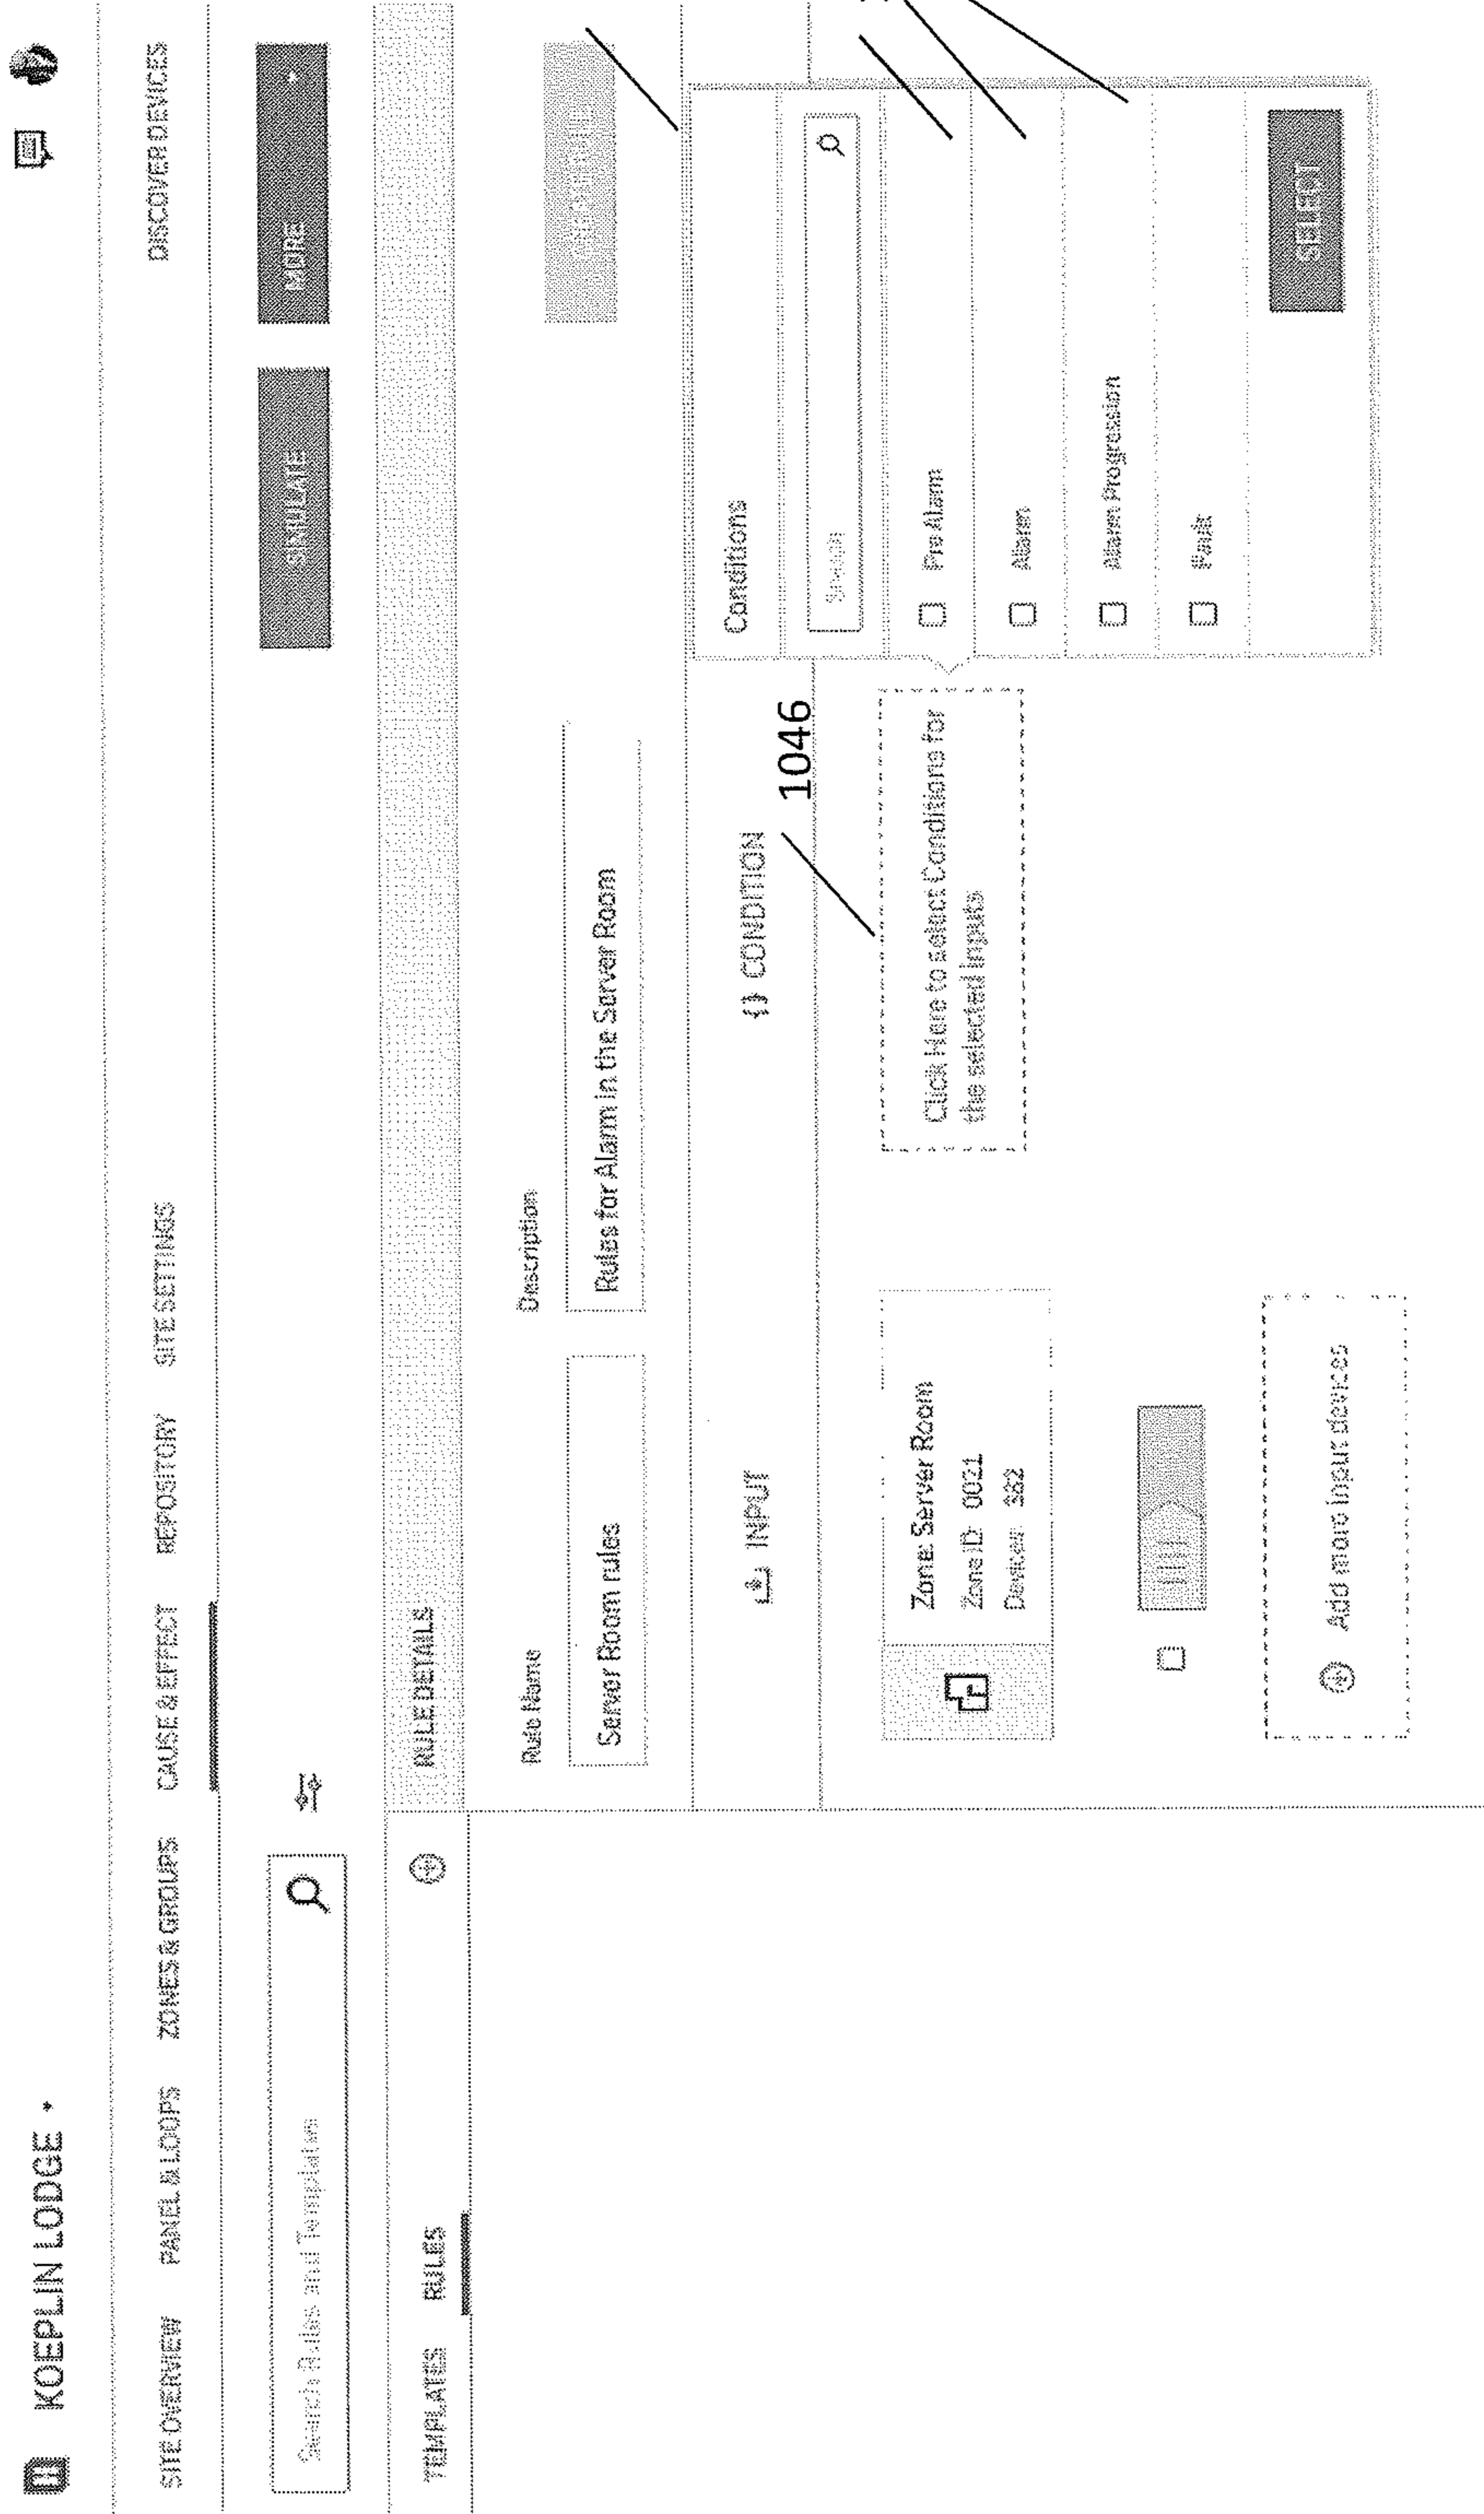 KOEPLIN LODGE
SITE OVERVIEW PANEL & LOOPS ZONES & GROUPS CAUSE & EFFECT REPOSITORY SITE SETTINGS DISCOVER DEVICES
Search Rules and Templates
SIMULATE MORE
TEMPLATES RULES
RULE DETAILS
Rule Name Description
Server Room rules Rules for Alarm in the Server Room
INPUT {} CONDITION
1046
Zone: Server Room
Zone ID: 0021
Devices: 382
Click Here to select Conditions for
the selected inputs
Conditions
Search
Pre Alarm
Alarm
Alarm Progression
Fault
SELECT
Add more input devices